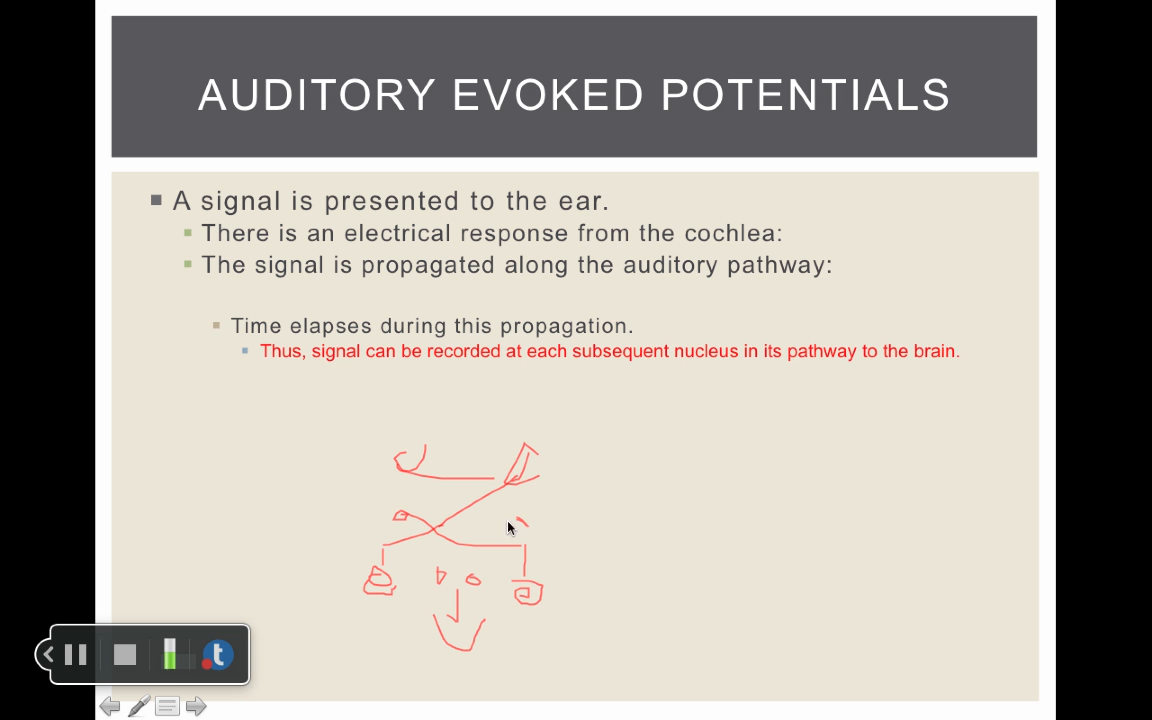 AUDITORY EVOKED POTENTIALS
A signal is presented to the ear.
There is an electrical response from the cochlea:
The signal is propagated along the auditory pathway:
Time elapses during this propagation.
Thus, signal can be recorded at each subsequent nucleus in its pathway to the brain.
t